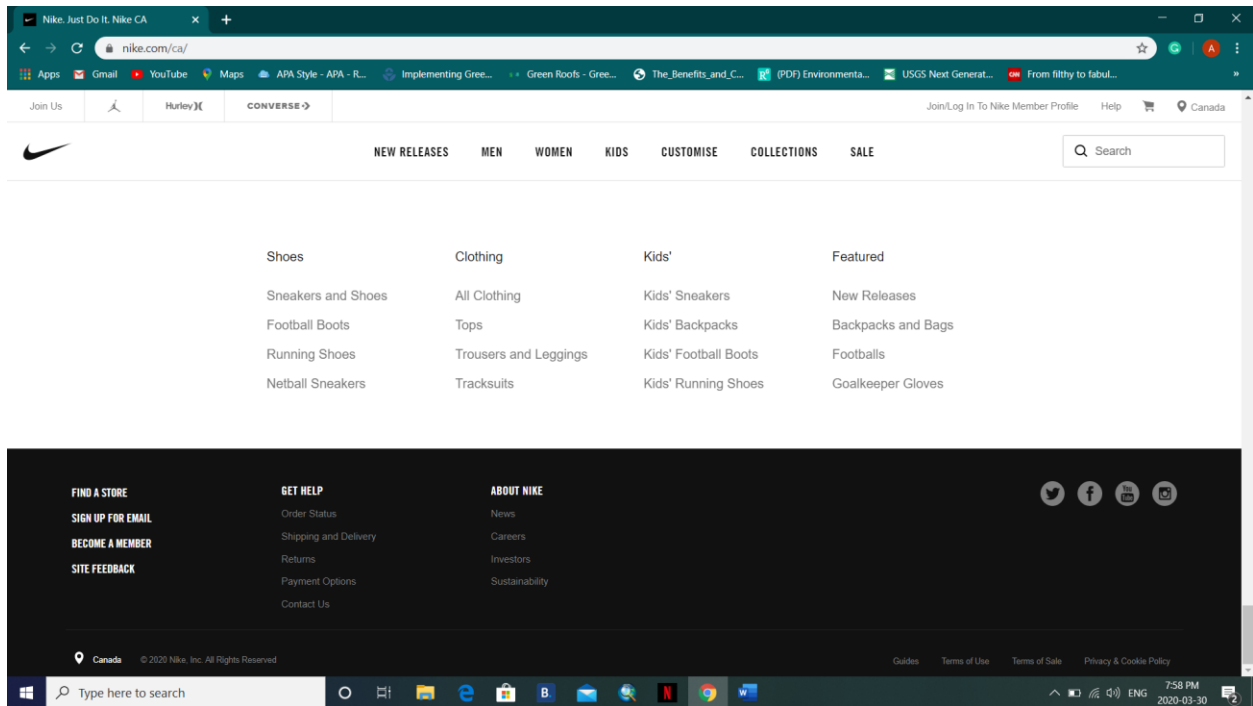 Nike. Just Do It. Nike CA
nike.com/ca/
A
Apps Gmail YouTube Maps APA Style - APA - R... Implementing Gree... Green Roofs - Gree... The_Benefits_and_C... R⁶ (PDF) Environmenta... USGS Next Generat... CNN From filthy to fabul... »
Join Us Hurley CONVERSE Join/Log In To Nike Member Profile Help Canada
NEW RELEASES MEN WOMEN KIDS CUSTOMISE COLLECTIONS SALE Search
Shoes Clothing Kids' Featured
Sneakers and Shoes All Clothing Kids' Sneakers New Releases
Football Boots Tops Kids' Backpacks Backpacks and Bags
Running Shoes Trousers and Leggings Kids' Football Boots Footballs
Netball Sneakers Tracksuits Kids' Running Shoes Goalkeeper Gloves
FIND A STORE GET HELP ABOUT NIKE You Tube
SIGN UP FOR EMAIL Order Status News
BECOME A MEMBER Shipping and Delivery Careers
SITE FEEDBACK Returns Investors
Payment Options Sustainability
Contact Us
Canada © 2020 Nike, Inc. All Rights Reserved Guides Terms of Use Terms of Sale Privacy & Cookie Policy
Type here to search B. N W ENG 7:58 PM
2020-03-30 2